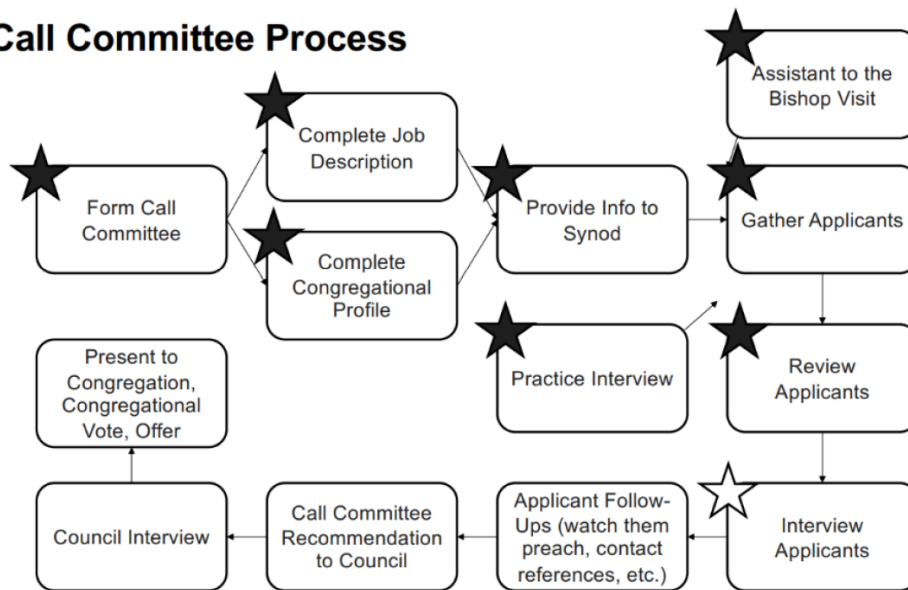 Call Committee Process
Assistant to the
Bishop Visit
Complete Job
Description
Form Call
Committee
Provide Info to
Synod
Gather Applicants
Complete
Congregational
Profile
Present to
Congregation,
Congregational
Vote, Offer
Practice Interview
Review
Applicants
Council Interview
Call Committee
Recommendation
to Council
Applicant Follow-
Ups (watch them
preach, contact
references, etc.)
Interview
Applicants